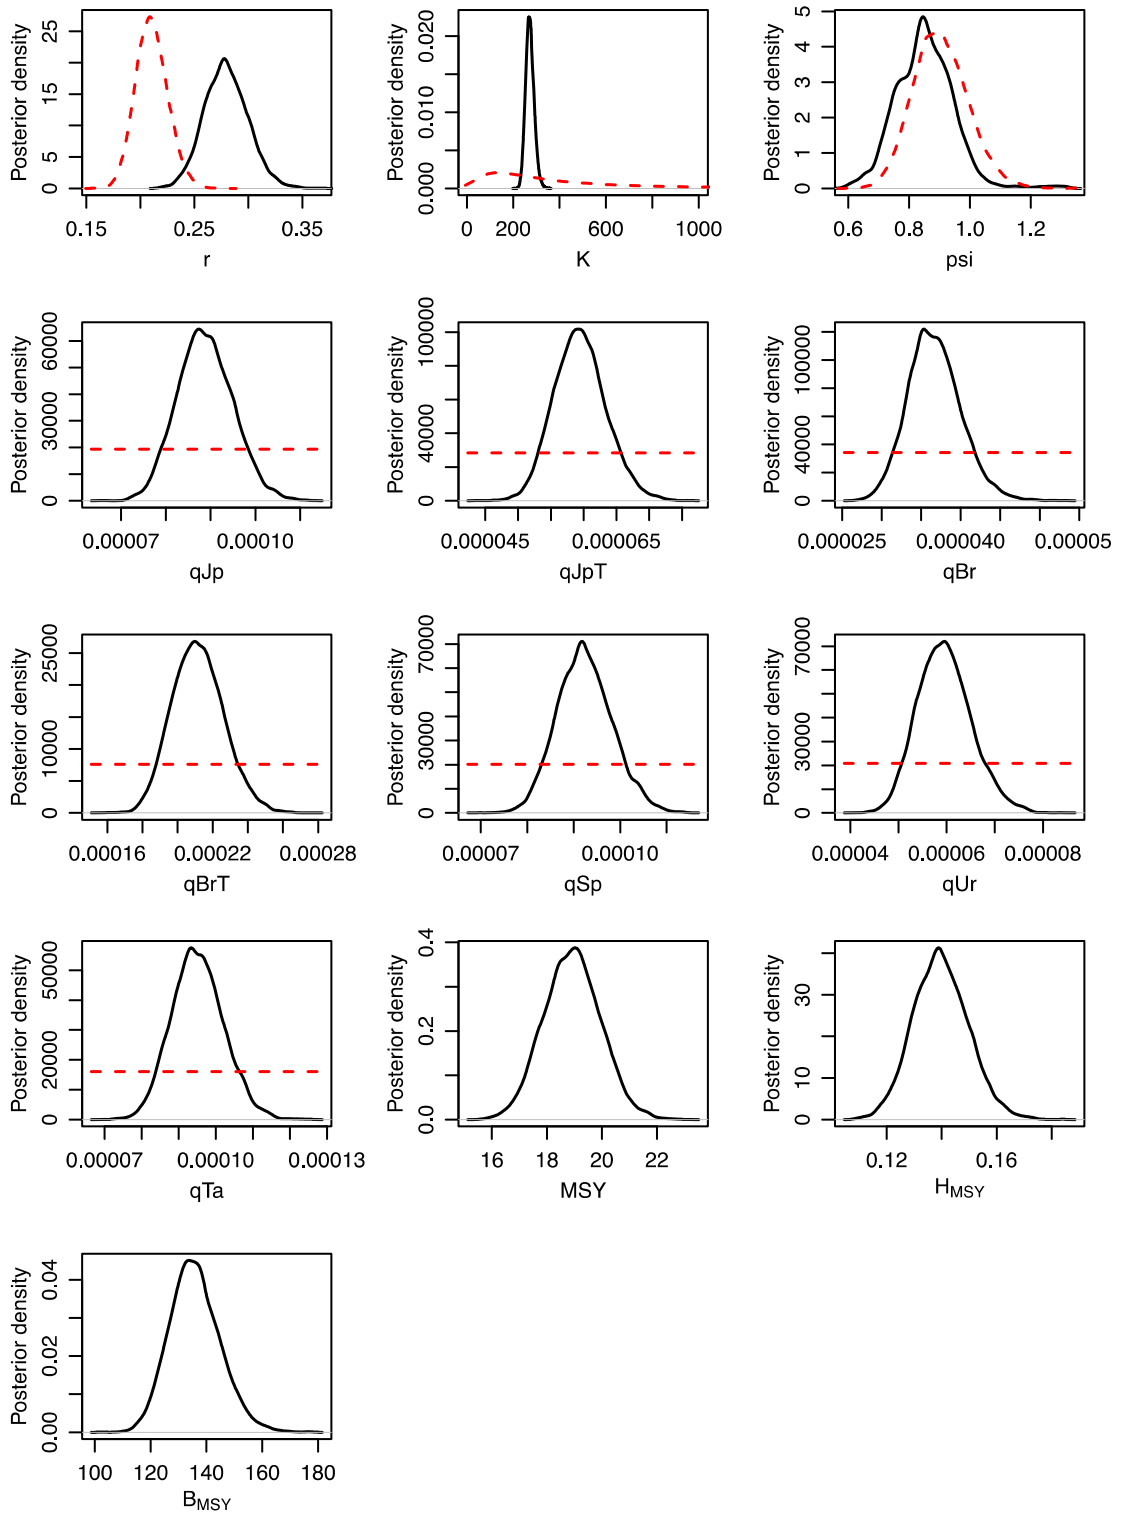 Posterior density
5 15 25
0.15 0.25 0.35
r
Posterior density
0.000 0.010 0.020
0 200 600 1000
K
Posterior density
0 1 2 3 4 5
0.6 0.8 1.0 1.2
psi
Posterior density
0 30000 60000
0.00007 0.00010
qJp
Posterior density
0 40000 100000
0.000045 0.000065
qJpT
Posterior density
0 40000 100000
0.000025 0.000040 0.00005
qBr
Posterior density
0 10000 25000
0.00016 0.00022 0.00028
qBrT
Posterior density
0 30000 70000
0.00007 0.00010
qSp
Posterior density
0 30000 70000
0.00004 0.00006 0.00008
qUr
Posterior density
0 20000 50000
0.00007 0.00010 0.00013
qTa
Posterior density
0.0 0.2 0.4
16 18 20 22
MSY
Posterior density
0 10 30
0.12 0.16
HMSY
Posterior density
0.00 0.02 0.04
100 120 140 160 180
BMSY